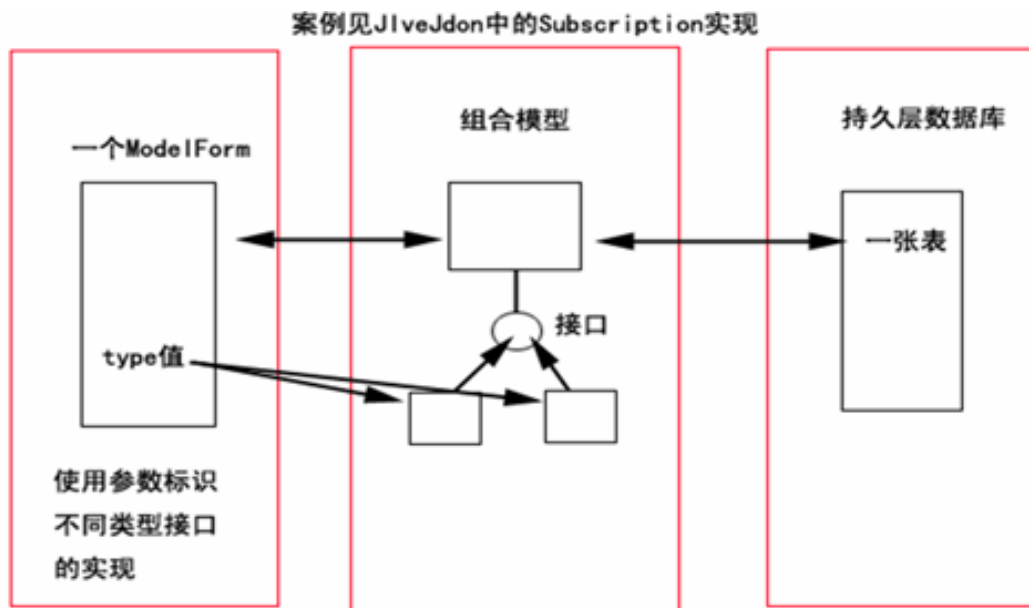 案例见JIveJdon中的Subscription实现
一个ModelForm
组合模型
持久层数据库
一张表
接口
type值
使用参数标识
不同类型接口
的实现